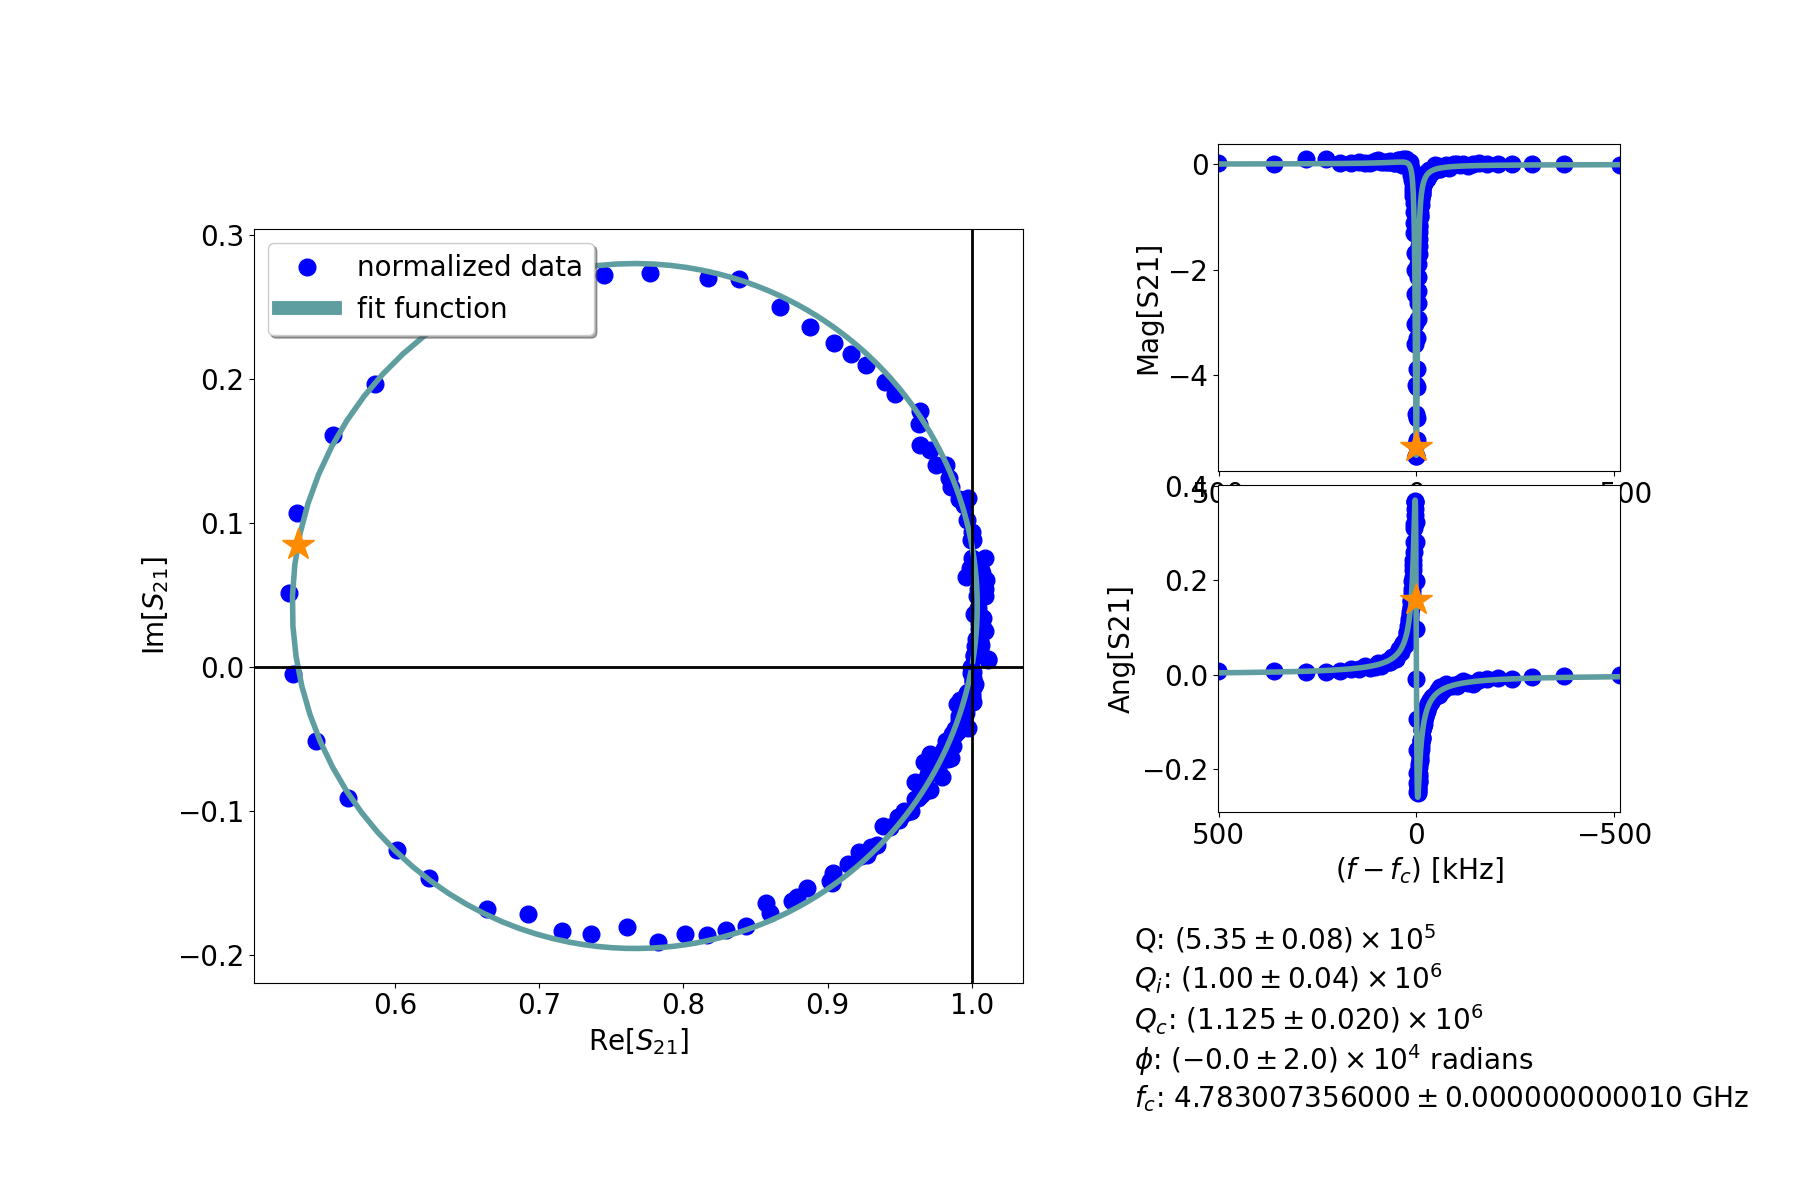 normalized data
fit function
0.3
0.2
0.1
0.0
−0.1
−0.2
Im[S21]
0.6 0.7 0.8 0.9 1.0
Re[S21]
0
−2
−4
Mag[S21]
0
0.4
0.2
0.0
−0.2
Ang[S21]
500 0 −500
(f − fc) [kHz]
Q: (5.35 ± 0.08) × 10^5
Qi: (1.00 ± 0.04) × 10^6
Qc: (1.125 ± 0.020) × 10^6
ϕ: (−0.0 ± 2.0) × 10^4 radians
fc: 4.783007356000 ± 0.000000000010 GHz